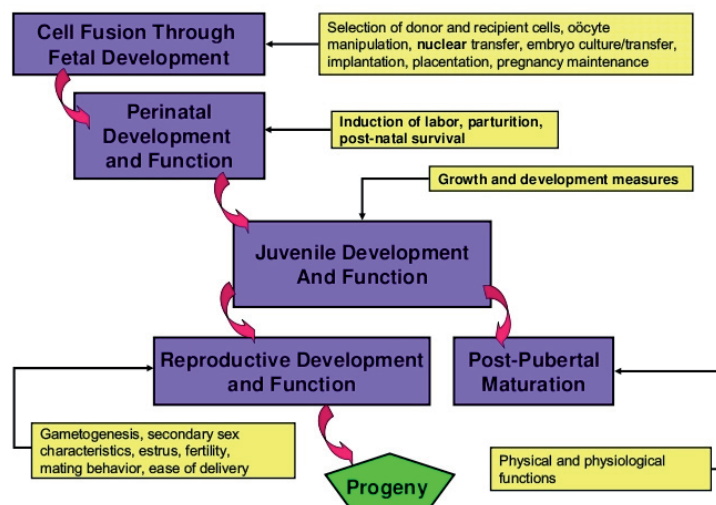 Cell Fusion Through
Fetal Development
Selection of donor and recipient cells, oöcyte
manipulation, nuclear transfer, embryo culture/transfer,
implantation, placentation, pregnancy maintenance
Perinatal
Development
and Function
Induction of labor, parturition,
post-natal survival
Growth and development measures
Juvenile Development
And Function
Reproductive Development
and Function
Post-Pubertal
Maturation
Gametogenesis, secondary sex
characteristics, estrus, fertility,
mating behavior, ease of delivery
Progeny
Physical and physiological
functions